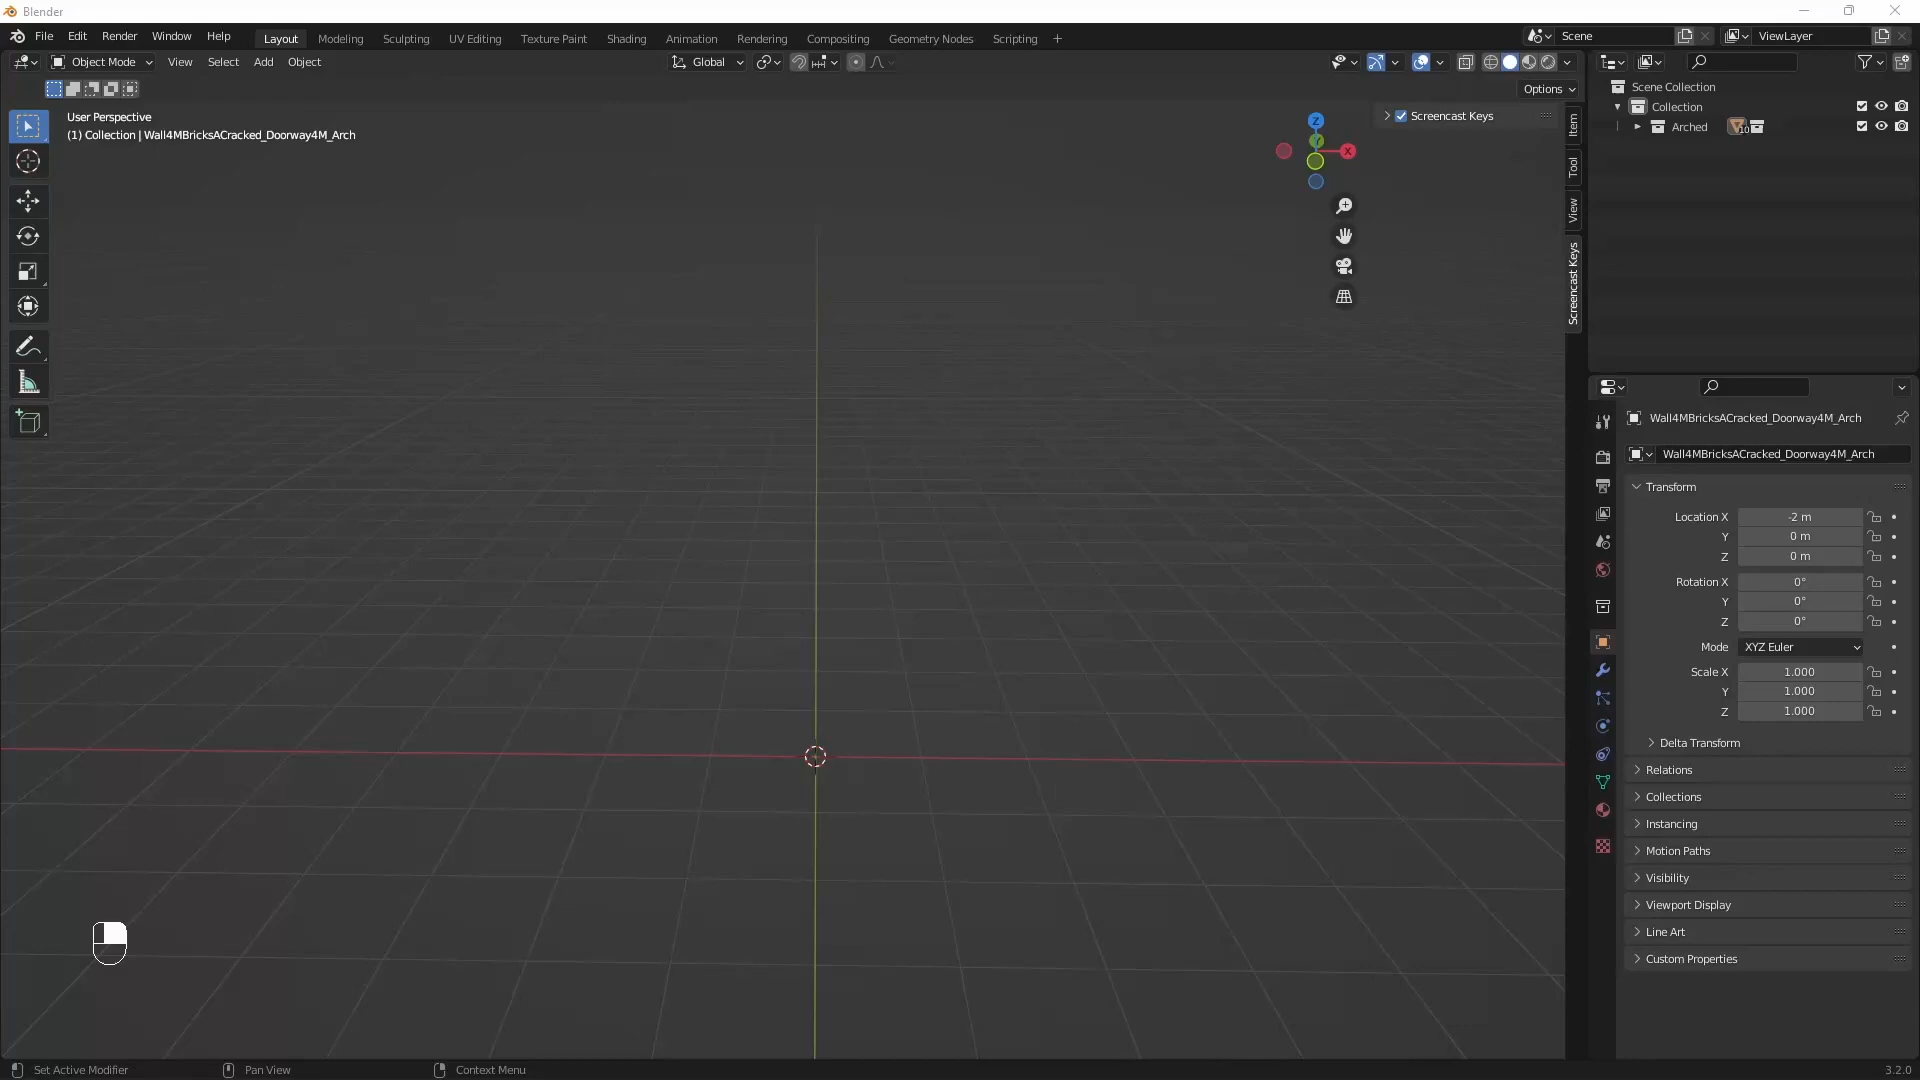 Blender
File Edit Render Window Help
Layout Modeling Sculpting UV Editing Texture Paint Shading Animation Rendering Compositing Geometry Nodes Scripting +
Scene
ViewLayer
Object Mode View Select Add Object
Global
Options
User Perspective
(1) Collection | Wall4MBricksACracked_Doorway4M_Arch
Z
Y
X
Screencast Keys
Item
Tool
View
Screencast Keys
Scene Collection
Collection
Arched
10
Wall4MBricksACracked_Doorway4M_Arch
Wall4MBricksACracked_Doorway4M_Arch
Transform
Location X -2 m
Y 0 m
Z 0 m
Rotation X 0°
Y 0°
Z 0°
Mode XYZ Euler
Scale X 1.000
Y 1.000
Z 1.000
Delta Transform
Relations
Collections
Instancing
Motion Paths
Visibility
Viewport Display
Line Art
Custom Properties
Set Active Modifier Pan View Context Menu 3.2.0